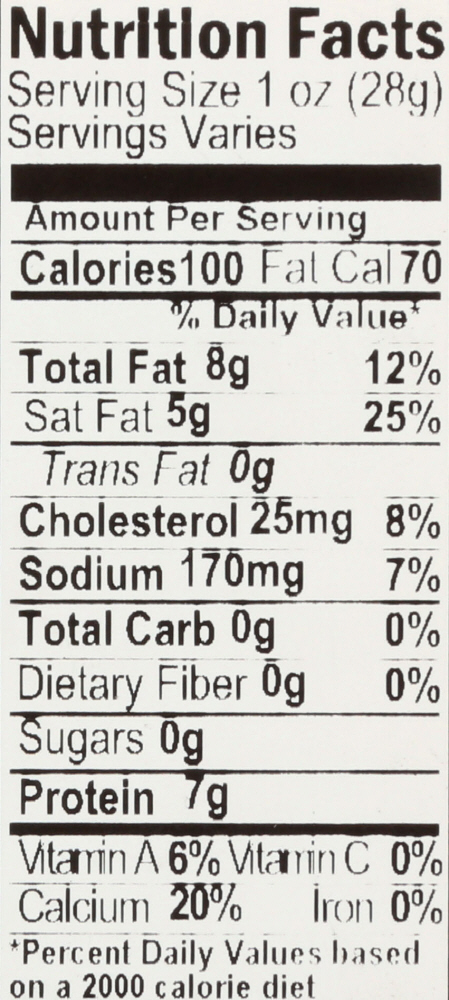 Nutrition Facts
Serving Size 1 oz (28g)
Servings Varies
Amount Per Serving
Calories100 Fat Cal 70
% Daily Value*
Total Fat 8g 12%
Sat Fat 5g 25%
Trans Fat 0g
Cholesterol 25mg 8%
Sodium 170mg 7%
Total Carb 0g 0%
Dietary Fiber 0g 0%
Sugars 0g
Protein 7g
Vitamin A 6% Vitamin C 0%
Calcium 20% Iron 0%
*Percent Daily Values based
on a 2000 calorie diet